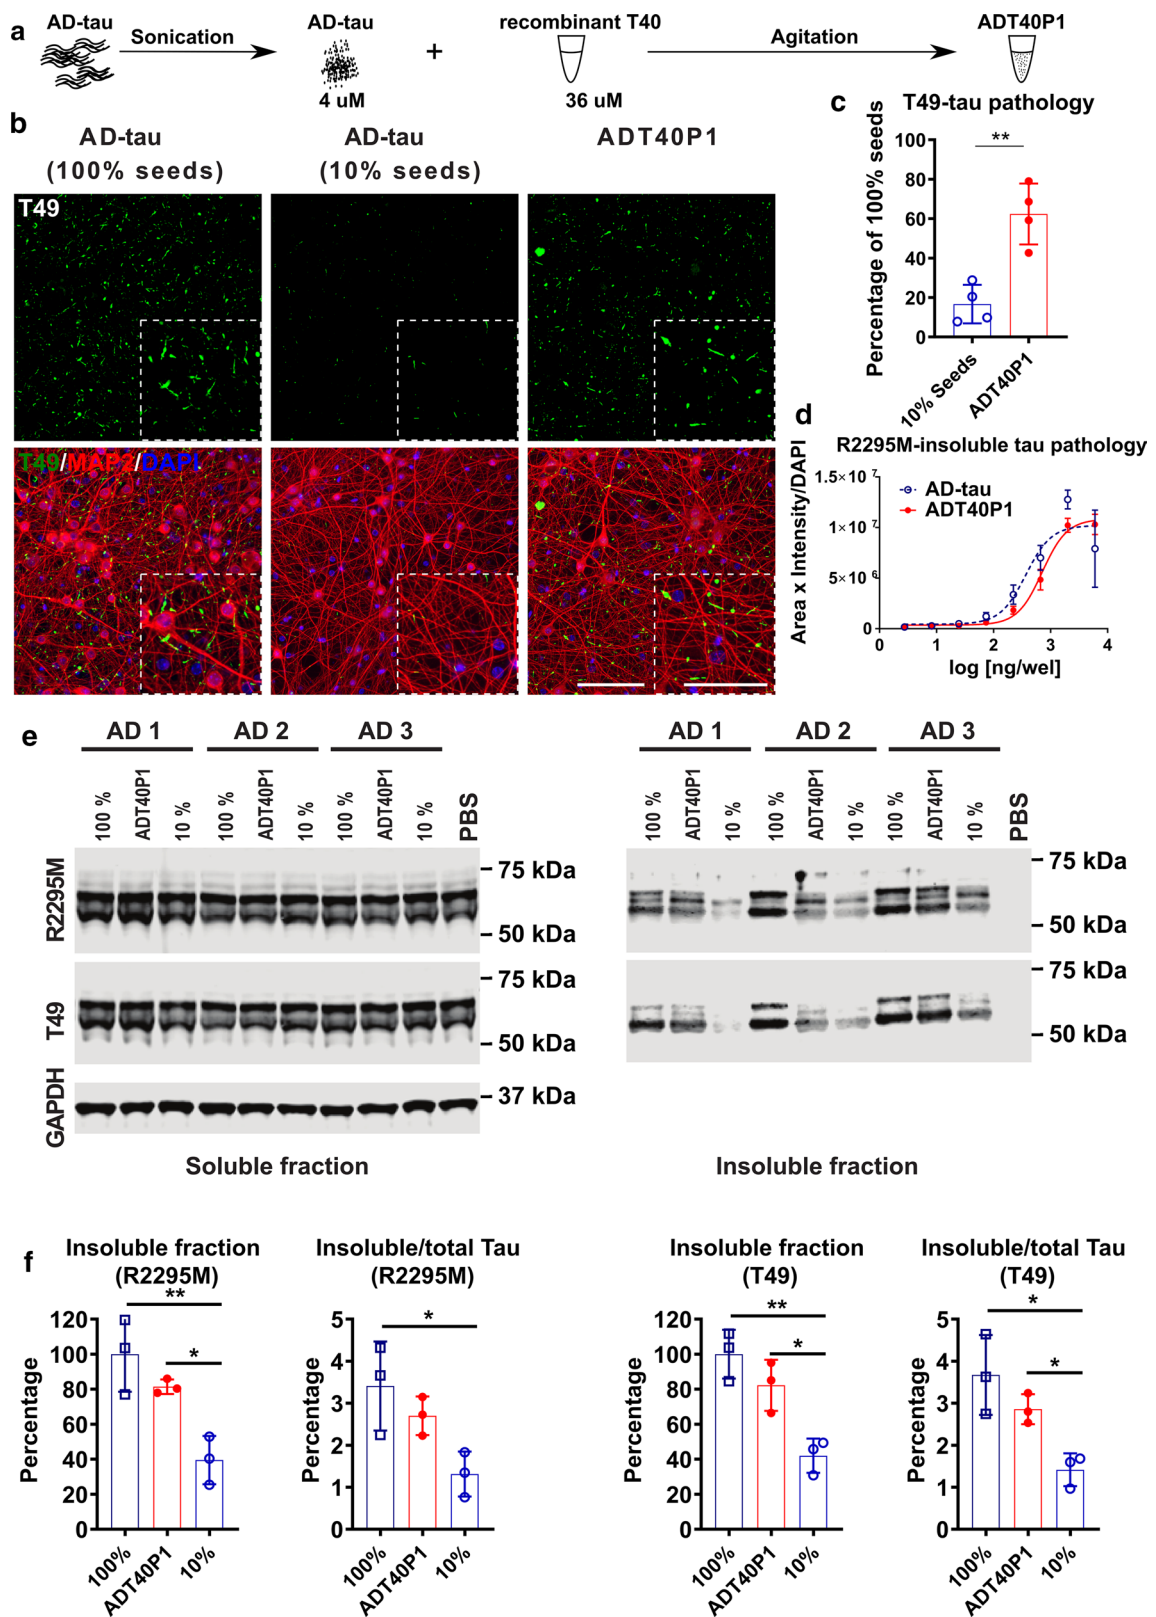 a
AD-tau
Sonication
AD-tau
+
recombinant T40
Agitation
ADT40P1
4 uM
36 uM
b
AD-tau
(100% seeds)
AD-tau
(10% seeds)
ADT40P1
T49
T49/MAP2/DAPI
c
T49-tau pathology
Percentage of 100% seeds
100
80
60
40
20
0
**
10% Seeds
ADT40P1
d
R2295M-insoluble tau pathology
Area x Intensity/DAPI
1.5×10 7
1×10 7
5×10 6
0
AD-tau
ADT40P1
0
1
2
3
4
log [ng/wel]
e
AD 1
AD 2
AD 3
100 %
ADT40P1
10 %
100 %
ADT40P1
10 %
100 %
ADT40P1
10 %
PBS
R2295M
75 kDa
50 kDa
T49
75 kDa
50 kDa
GAPDH
37 kDa
Soluble fraction
AD 1
AD 2
AD 3
100 %
ADT40P1
10 %
100 %
ADT40P1
10 %
100 %
ADT40P1
10 %
PBS
75 kDa
50 kDa
75 kDa
50 kDa
Insoluble fraction
f
Insoluble fraction
(R2295M)
**
*
Percentage
120
100
80
60
40
20
0
100%
ADT40P1
10%
Insoluble/total Tau
(R2295M)
*
Percentage
5
4
3
2
1
0
100%
ADT40P1
10%
Insoluble fraction
(T49)
**
*
Percentage
120
100
80
60
40
20
0
100%
ADT40P1
10%
Insoluble/total Tau
(T49)
*
*
Percentage
5
4
3
2
1
0
100%
ADT40P1
10%